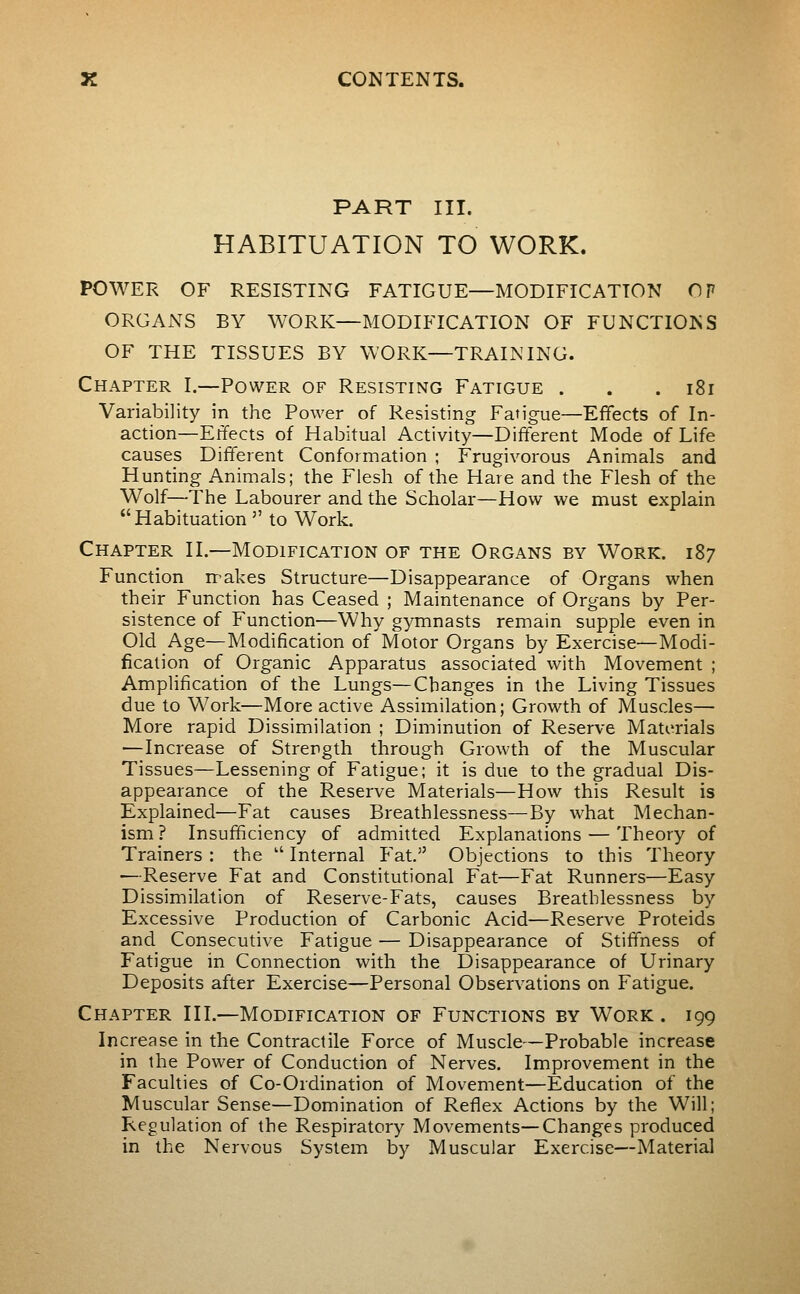 X CONTENTS.
PART III.
HABITUATION TO WORK.
POWER OF RESISTING FATIGUE—MODIFICATION OF
ORGANS BY WORK—MODIFICATION OF FUNCTIONS
OF THE TISSUES BY WORK—TRAINING.
CHAPTER I.—POWER OF RESISTING FATIGUE . . . 181
Variability in the Power of Resisting Fatigue—Effects of In-
action—Effects of Habitual Activity—Different Mode of Life
causes Different Conformation ; Frugivorous Animals and
Hunting Animals; the Flesh of the Hare and the Flesh of the
Wolf—The Labourer and the Scholar—How we must explain
“Habituation” to Work.
CHAPTER II.—MODIFICATION OF THE ORGANS BY WORK. 187
Function makes Structure—Disappearance of Organs when
their Function has Ceased ; Maintenance of Organs by Per-
sistence of Function—Why gymnasts remain supple even in
Old Age—Modification of Motor Organs by Exercise—Modi-
fication of Organic Apparatus associated with Movement ;
Amplification of the Lungs—Changes in the Living Tissues
due to Work—More active Assimilation; Growth of Muscles—
More rapid Dissimilation ; Diminution of Reserve Materials
—Increase of Strength through Growth of the Muscular
Tissues—Lessening of Fatigue; it is due to the gradual Dis-
appearance of the Reserve Materials—How this Result is
Explained—Fat causes Breathlessness—By what Mechan-
ism? Insufficiency of admitted Explanations — Theory of
Trainers : the “Internal Fat.” Objections to this Theory
—Reserve Fat and Constitutional Fat—Fat Runners—Easy
Dissimilation of Reserve-Fats, causes Breathlessness by
Excessive Production of Carbonic Acid—Reserve Proteids
and Consecutive Fatigue — Disappearance of Stiffness of
Fatigue in Connection with the Disappearance of Urinary
Deposits after Exercise—Personal Observations on Fatigue.
CHAPTER III.—MODIFICATION OF FUNCTIONS BY WORK . 199
Increase in the Contractile Force of Muscle—Probable increase
in the Power of Conduction of Nerves. Improvement in the
Faculties of Co-Ordination of Movement—Education of the
Muscular Sense—Domination of Reflex Actions by the Will;
Regulation of the Respiratory Movements—Changes produced
in the Nervous System by Muscular Exercise—Material